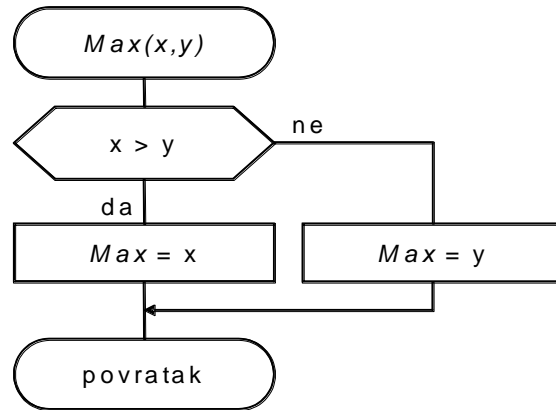 Max(x,y)
x > y
ne
da
Max = x
Max = y
povratak